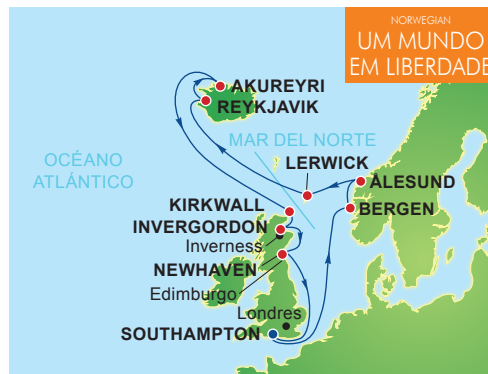 NORWEGIAN
UM MUNDO
EM LIBERDADE
AKUREYRI
REYKJAVIK
MAR DEL NORTE
OCÉANO
ATLÁNTICO
LERWICK
ÅLESUND
BERGEN
KIRKWALL
INVERGORDON
Inverness
NEWHAVEN
Edimburgo
Londres
SOUTHAMPTON